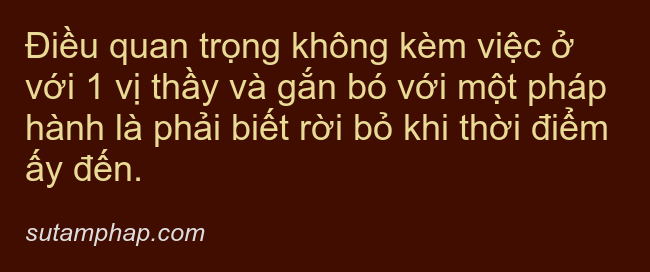 Điều quan trọng không kèm việc ở
với 1 vị thầy và gắn bó với một pháp
hành là phải biết rời bỏ khi thời điểm
ấy đến.
sutamphap.com